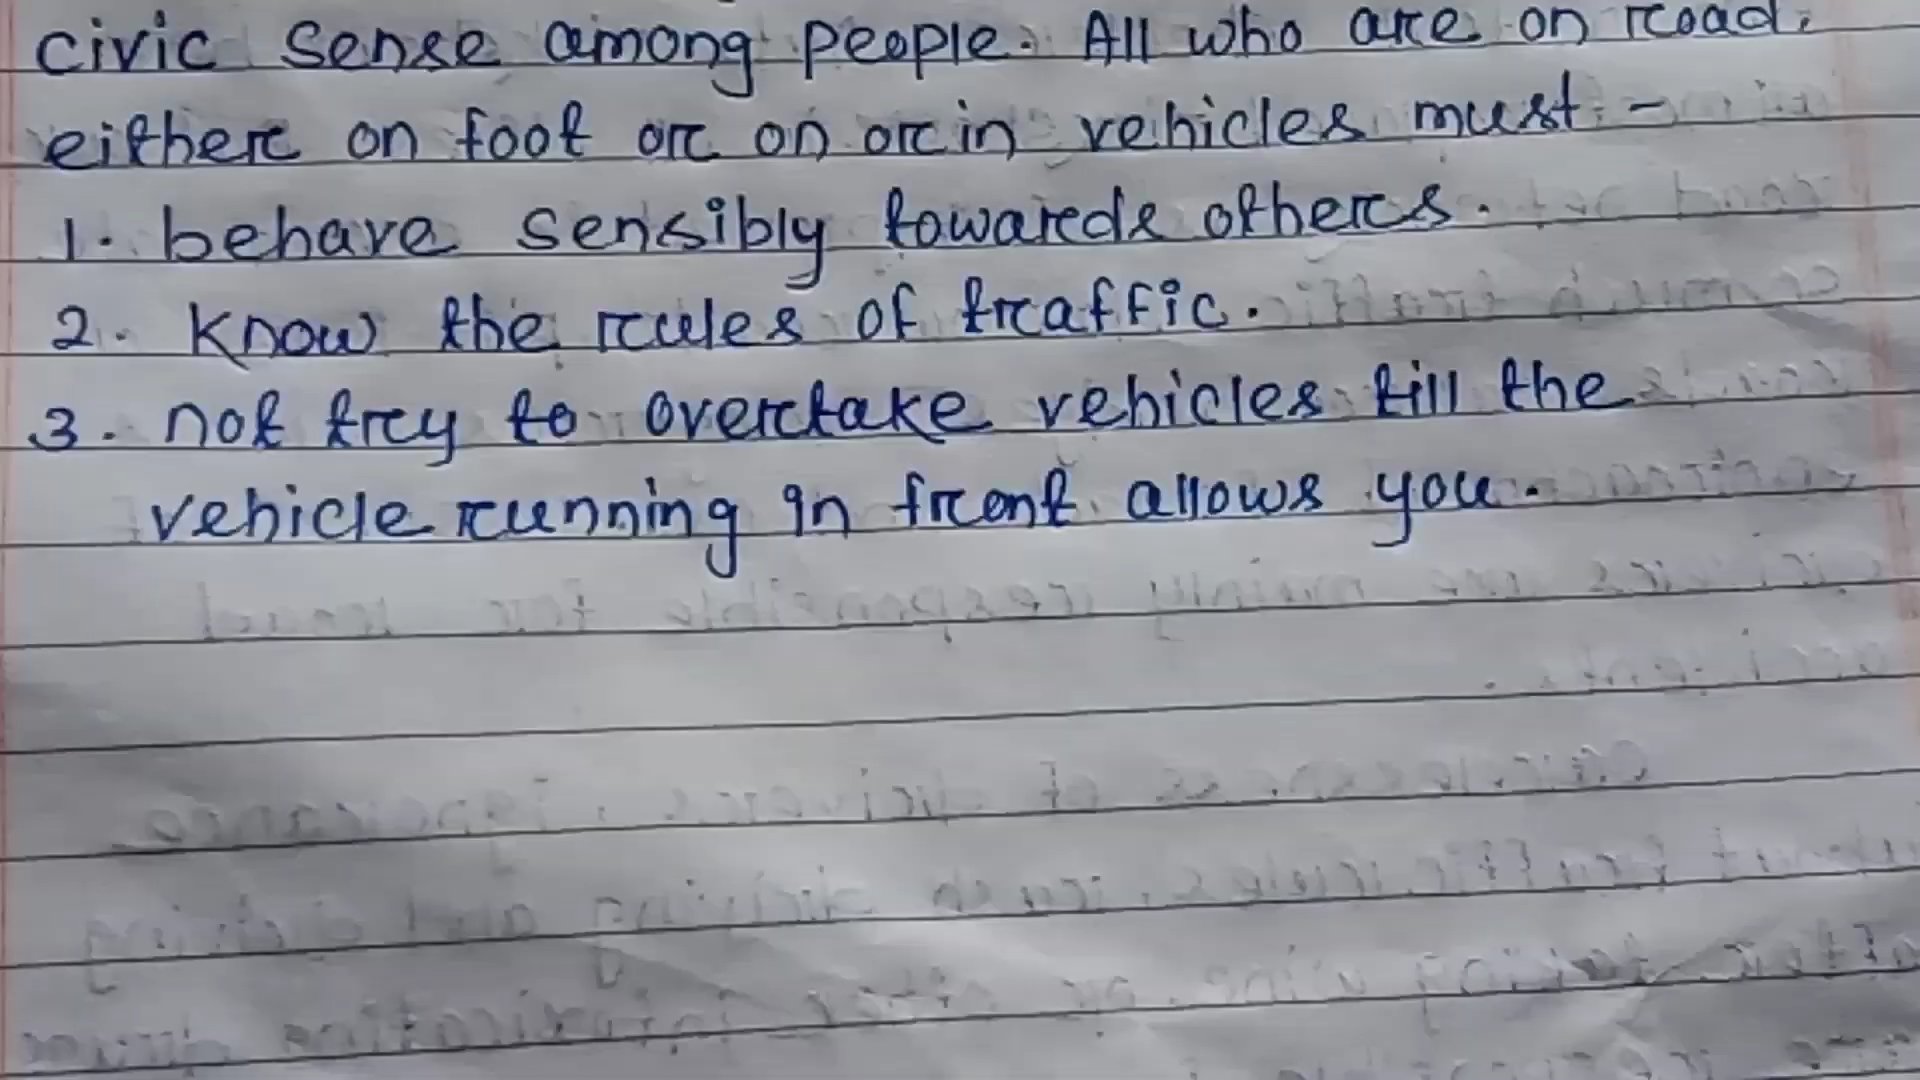 civic sense among people. All who are on road,
either on foot or on or in vehicles must -
1. behave sensibly towards others.
2. Know the rules of traffic.
3. not try to overtake vehicles till the
vehicle running in front allows you.